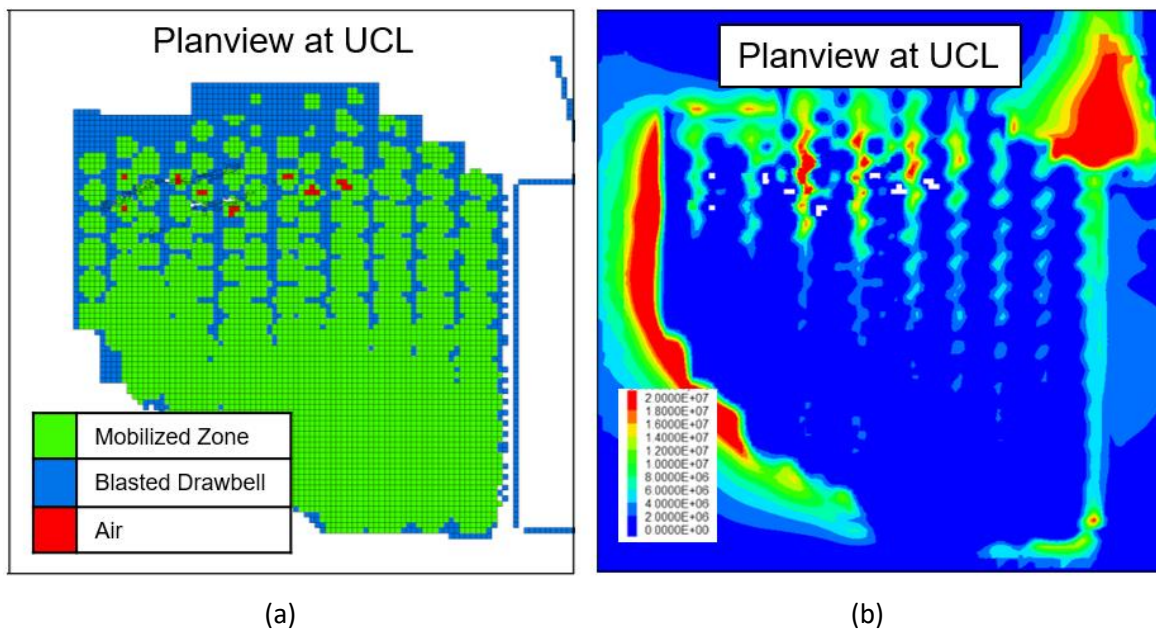 Planview at UCL
Mobilized Zone
Blasted Drawbell
Air
(a)
Planview at UCL
2.0000E+07
1.8000E+07
1.6000E+07
1.4000E+07
1.2000E+07
1.0000E+07
8.0000E+06
6.0000E+06
4.0000E+06
2.0000E+06
0.0000E+00
(b)